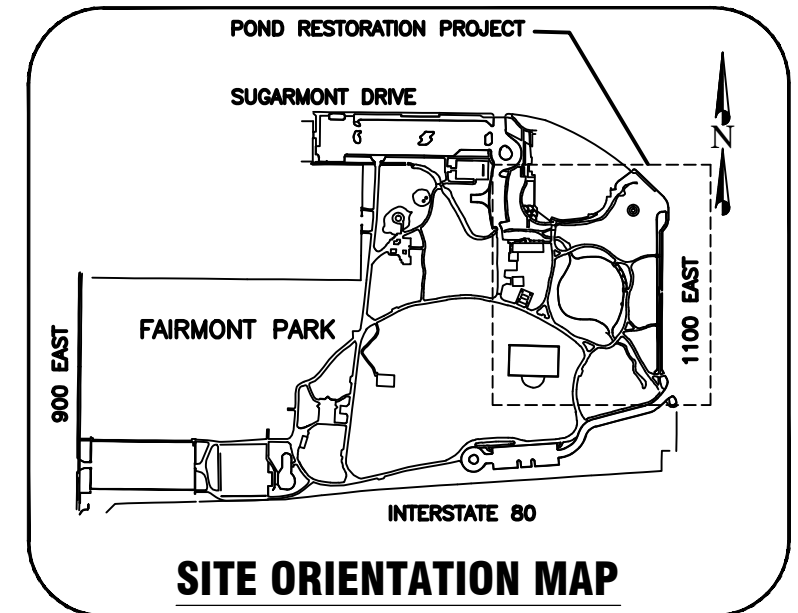 POND RESTORATION PROJECT
SUGARMONT DRIVE
N
FAIRMONT PARK
900 EAST
1100 EAST
INTERSTATE 80
SITE ORIENTATION MAP